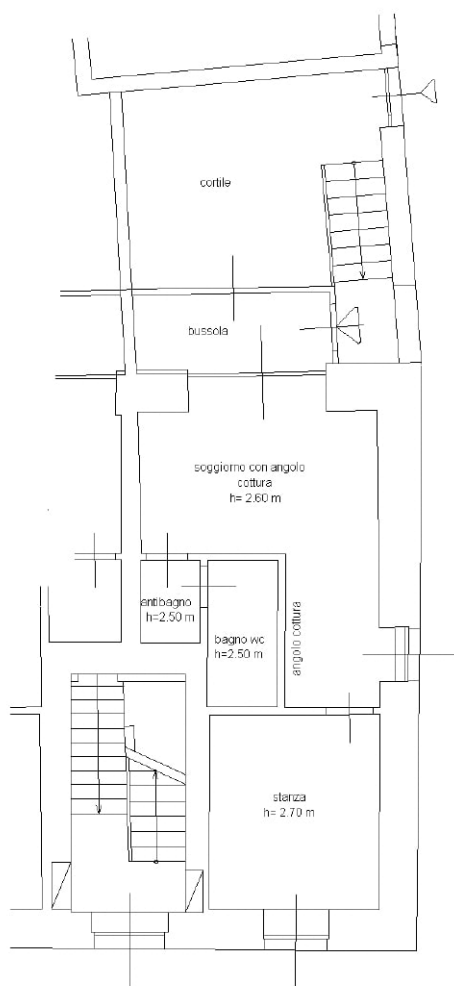 cortile
bussola
soggiorno con angolo
cottura
h= 2.60 m
antibagno
h=2.50 m
bagno wc
h=2.50 m
angolo cottura
stanza
h= 2.70 m